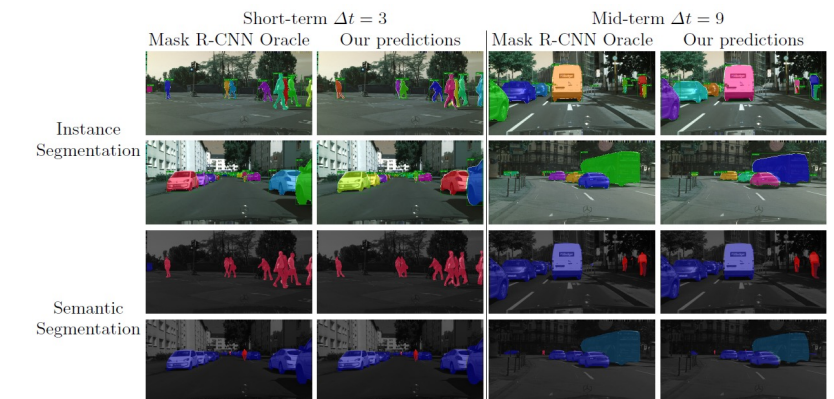 Short-term Δt = 3
Mid-term Δt = 9
Mask R-CNN Oracle
Our predictions
Mask R-CNN Oracle
Our predictions
Instance
Segmentation
Semantic
Segmentation